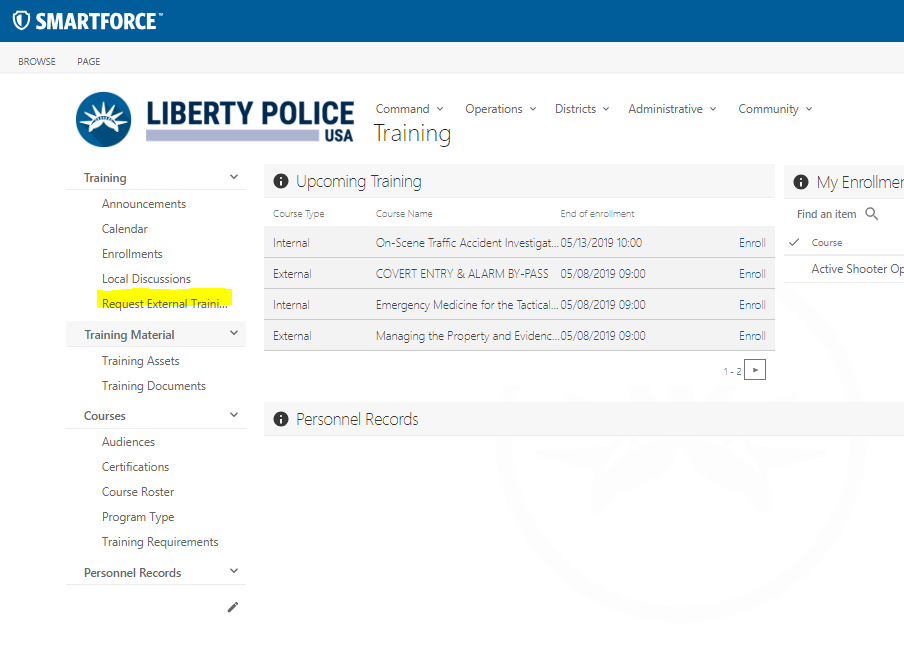 SMARTFORCE™
BROWSE PAGE
LIBERTY POLICE
USA
Command Operations Districts Administrative Community
Training
Training
Announcements
Calendar
Enrollments
Local Discussions
Request External Traini...
Training Material
Training Assets
Training Documents
Courses
Audiences
Certifications
Course Roster
Program Type
Training Requirements
Personnel Records
Upcoming Training
Course Type Course Name End of enrollment
Internal On-Scene Traffic Accident Investigat... 05/13/2019 10:00 Enroll
External COVERT ENTRY & ALARM BY-PASS 05/08/2019 09:00 Enroll
Internal Emergency Medicine for the Tactical... 05/08/2019 09:00 Enroll
External Managing the Property and Evidenc... 05/08/2019 09:00 Enroll
1 - 2
Personnel Records
My Enrollmer
Find an item
Course
Active Shooter Op